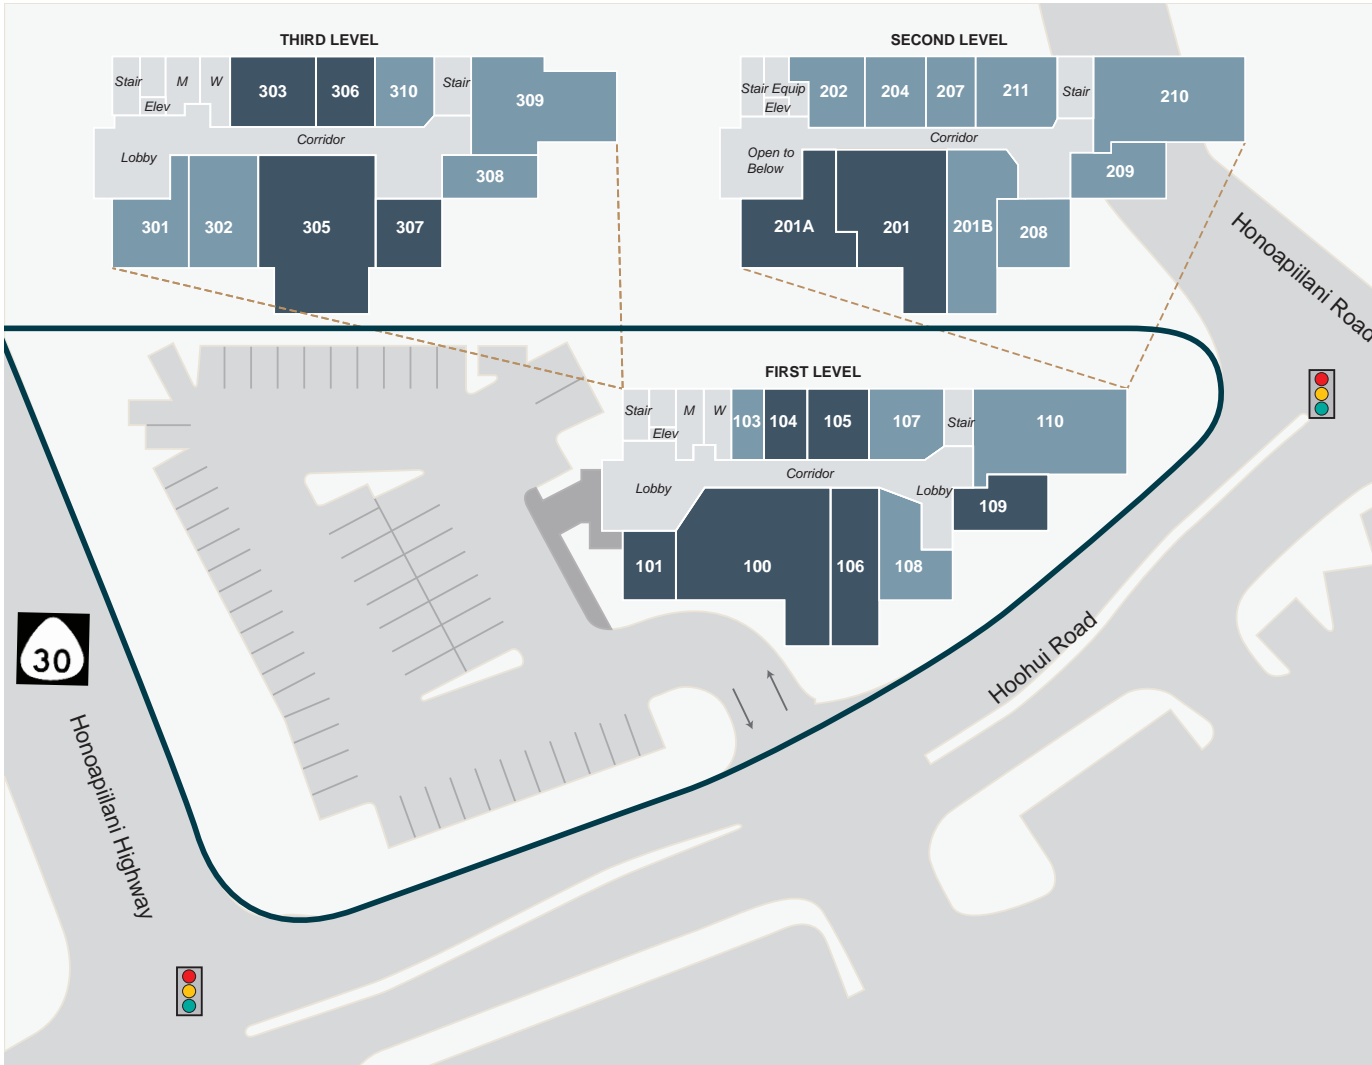 THIRD LEVEL
Stair
Elev
M
W
303
306
310
Stair
309
Lobby
Corridor
308
301
302
305
307
SECOND LEVEL
Stair
Equip
Elev
202
204
207
211
Stair
210
Open to
Below
Corridor
209
201A
201
201B
208
Honoapiilani Road
FIRST LEVEL
Stair
Elev
M
W
103
104
105
107
Stair
110
Lobby
Corridor
Lobby
109
101
100
106
108
30
Hoohui Road
Honoapiilani Highway